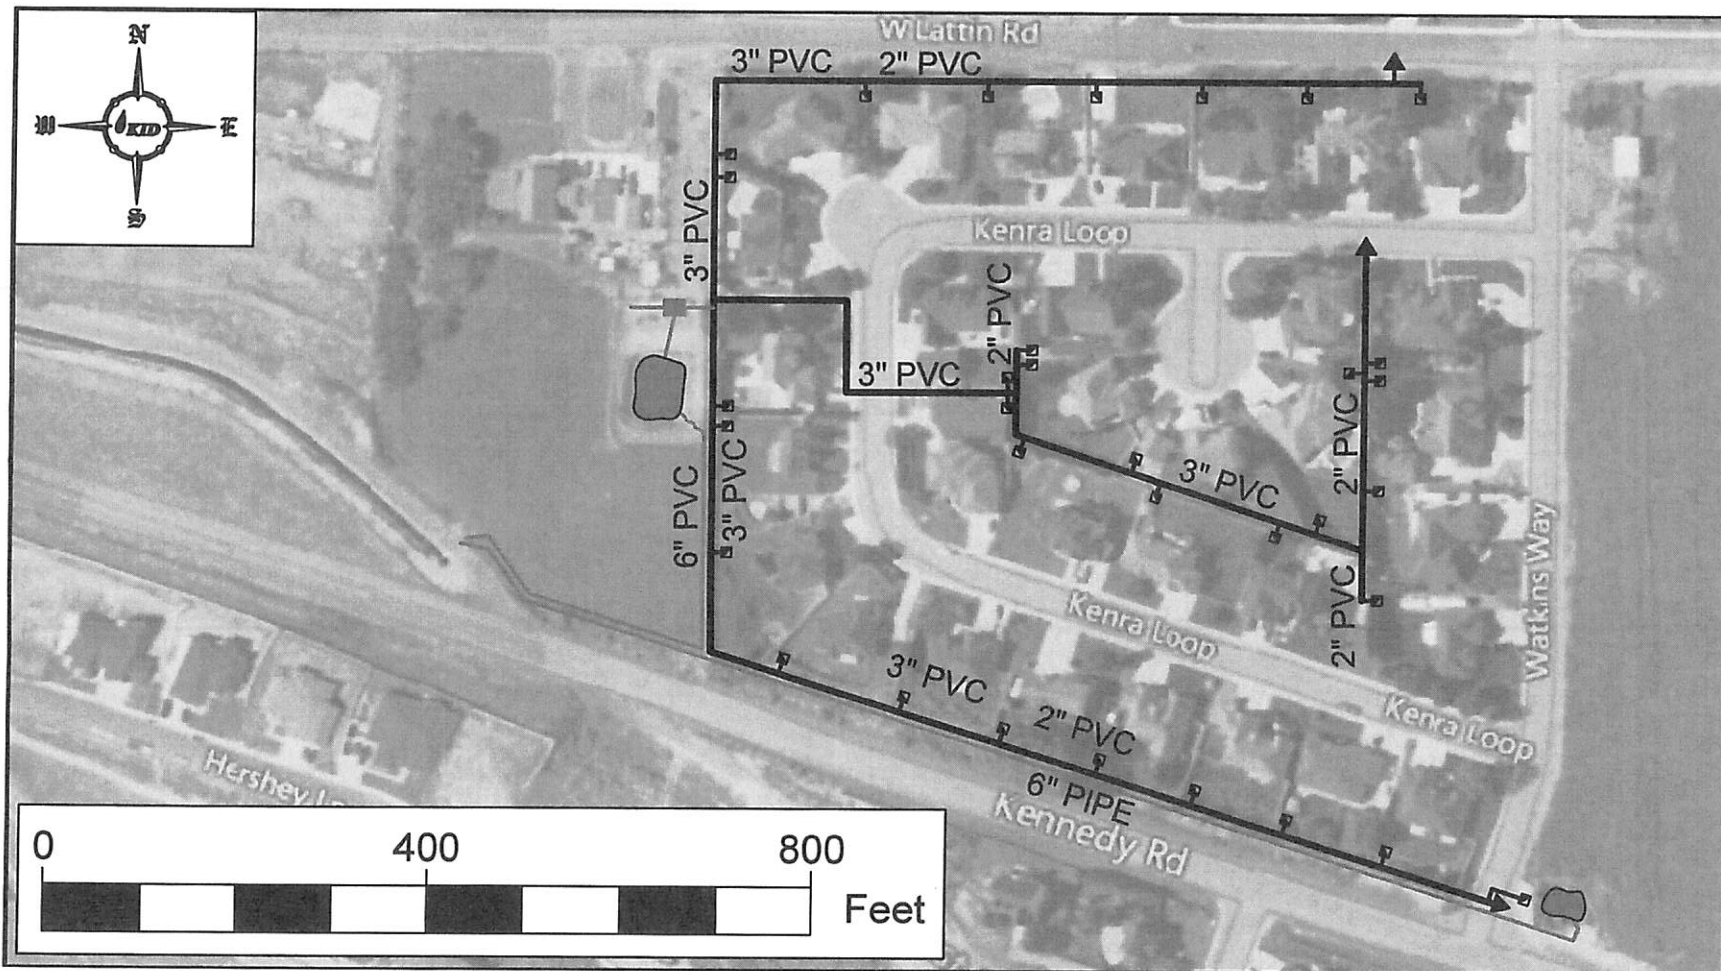 N
W
KID
E
S
W Lattin Rd
3" PVC
2" PVC
3" PVC
Kenra Loop
2" PVC
3" PVC
2" PVC
3" PVC
6" PVC
3" PVC
2" PVC
Watkins Way
Kenra Loop
3" PVC
2" PVC
Kenra Loop
6" PIPE
Kennedy Rd
Hershey
0
400
800
Feet